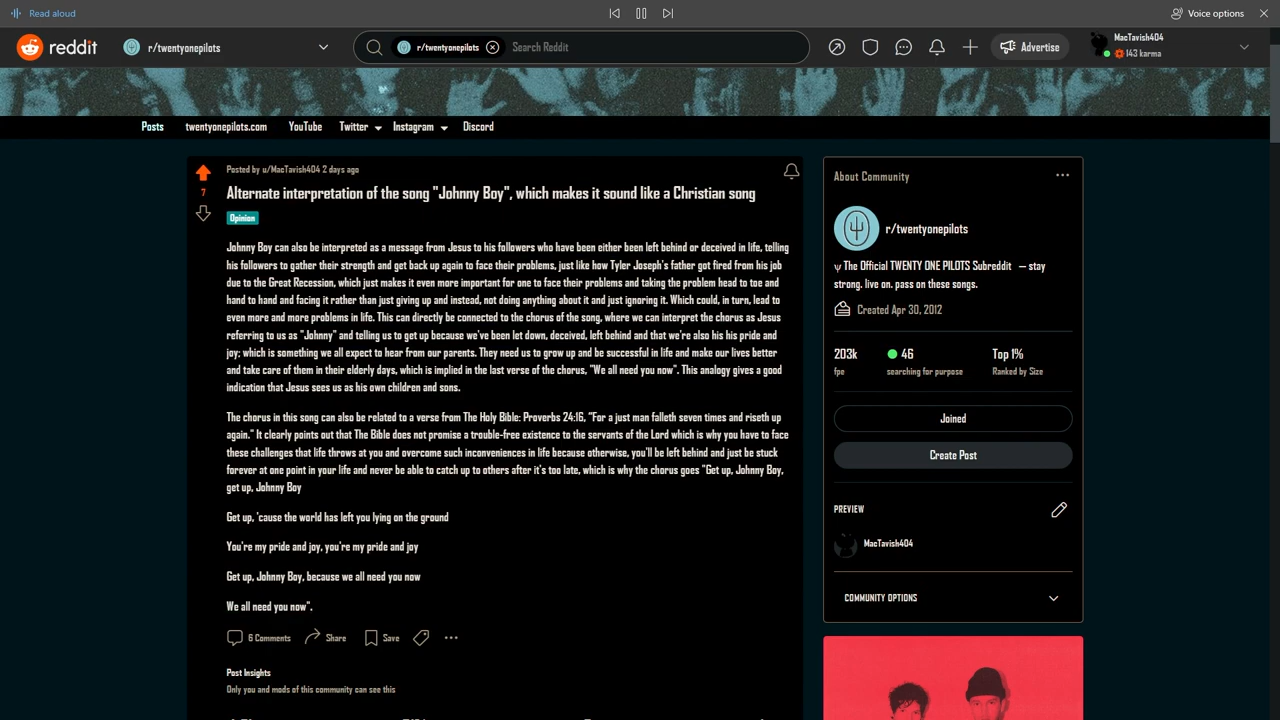 Read aloud
Voice options
reddit
r/twentyonepilots
r/twentyonepilots
Search Reddit
Advertise
MacTavish404
143 karma
Posts
twentyonepilots.com
YouTube
Twitter
Instagram
Discord
Posted by u/MacTavish404 2 days ago
7
Alternate interpretation of the song "Johnny Boy", which makes it sound like a Christian song
Opinion
Johnny Boy can also be interpreted as a message from Jesus to his followers who have been either been left behind or deceived in life, telling
his followers to gather their strength and get back up again to face their problems, just like how Tyler Joseph's father got fired from his job
due to the Great Recession, which just makes it even more important for one to face their problems and taking the problem head to toe and
hand to hand and facing it rather than just giving up and instead, not doing anything about it and just ignoring it. Which could, in turn, lead to
even more and more problems in life. This can directly be connected to the chorus of the song, where we can interpret the chorus as Jesus
referring to us as "Johnny" and telling us to get up because we've been let down, deceived, left behind and that we're also his his pride and
joy; which is something we all expect to hear from our parents. They need us to grow up and be successful in life and make our lives better
and take care of them in their elderly days, which is implied in the last verse of the chorus, "We all need you now". This analogy gives a good
indication that Jesus sees us as his own children and sons.
The chorus in this song can also be related to a verse from The Holy Bible: Proverbs 24:16, "For a just man falleth seven times and riseth up
again." It clearly points out that The Bible does not promise a trouble-free existence to the servants of the Lord which is why you have to face
these challenges that life throws at you and overcome such inconveniences in life because otherwise, you'll be left behind and just be stuck
forever at one point in your life and never be able to catch up to others after it's too late, which is why the chorus goes "Get up, Johnny Boy,
get up, Johnny Boy
Get up, 'cause the world has left you lying on the ground
You're my pride and joy, you're my pride and joy
Get up, Johnny Boy, because we all need you now
We all need you now".
6 Comments
Share
Save
Post Insights
Only you and mods of this community can see this
About Community
r/twentyonepilots
ψ The Official TWENTY ONE PILOTS Subreddit — stay
strong. live on. pass on these songs.
Created Apr 30, 2012
203k
46
Top 1%
fpe
searching for purpose
Ranked by Size
Joined
Create Post
PREVIEW
MacTavish404
COMMUNITY OPTIONS